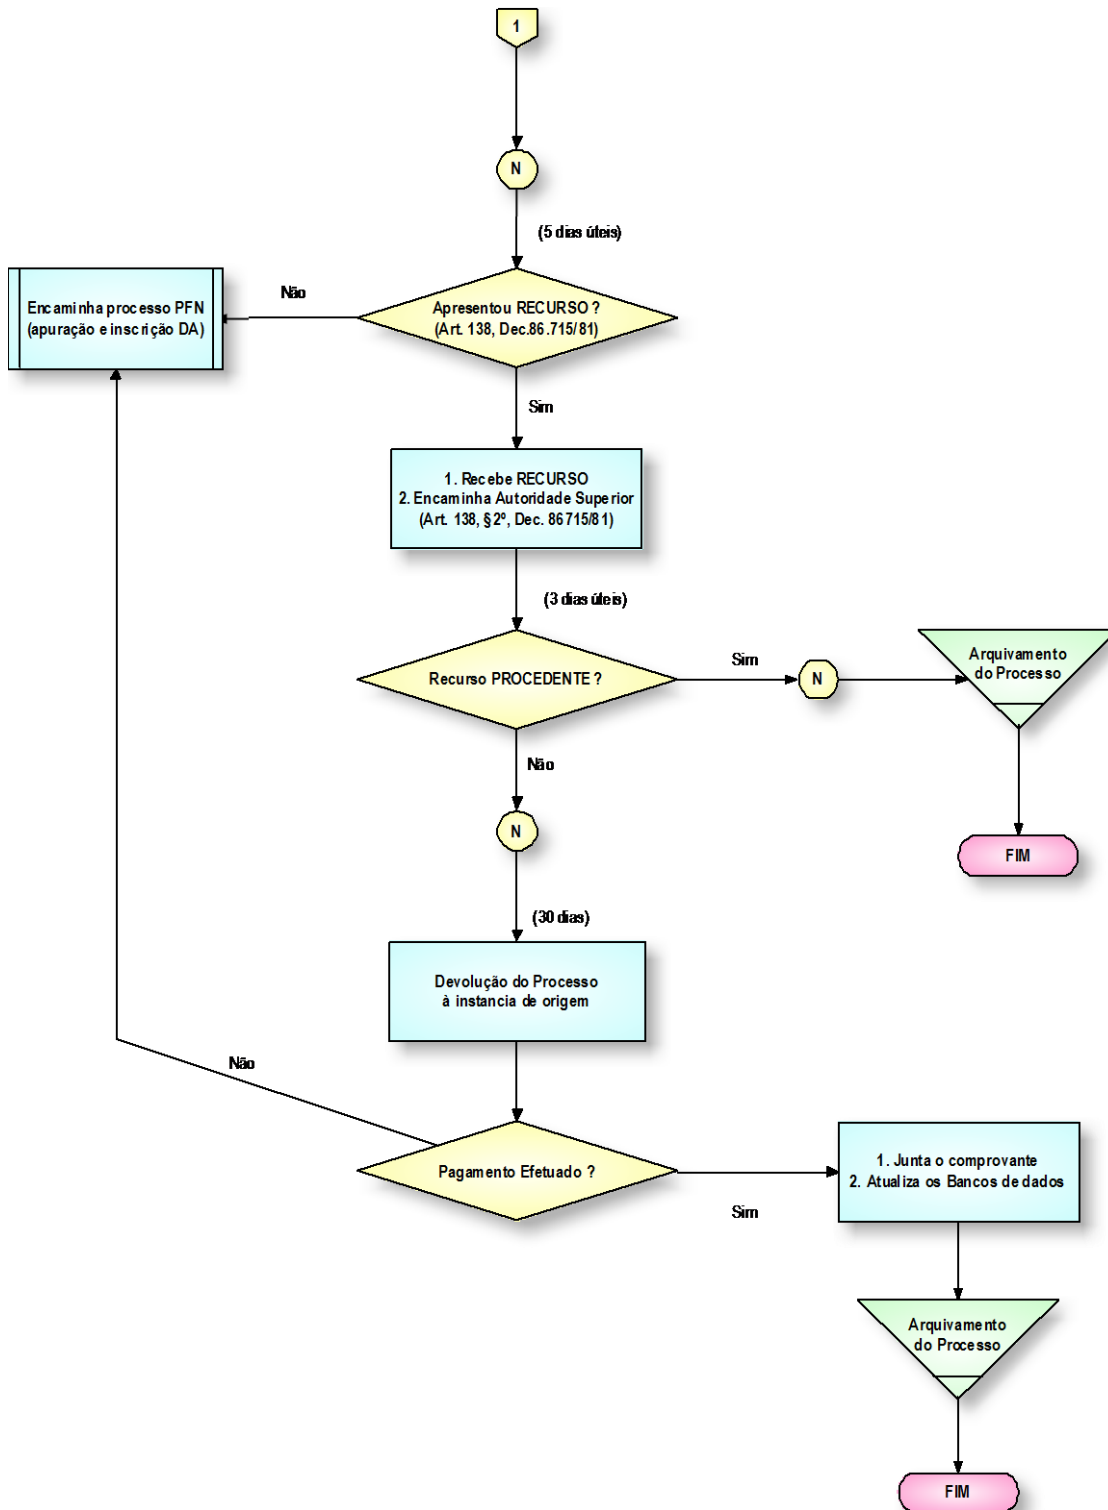 1
N
(5 dias úteis)
Encaminha processo PFN
(apuração e inscrição DA)
Não
Apresentou RECURSO ?
(Art. 138, Dec.86.715/81)
Sim
1. Recebe RECURSO
2. Encaminha Autoridade Superior
(Art. 138, §2º, Dec. 86715/81)
(3 dias úteis)
Recurso PROCEDENTE ?
Sim
N
Arquivamento
do Processo
Não
N
FIM
(30 dias)
Devolução do Processo
à instancia de origem
Não
Pagamento Efetuado ?
Sim
1. Junta o comprovante
2. Atualiza os Bancos de dados
Arquivamento
do Processo
FIM